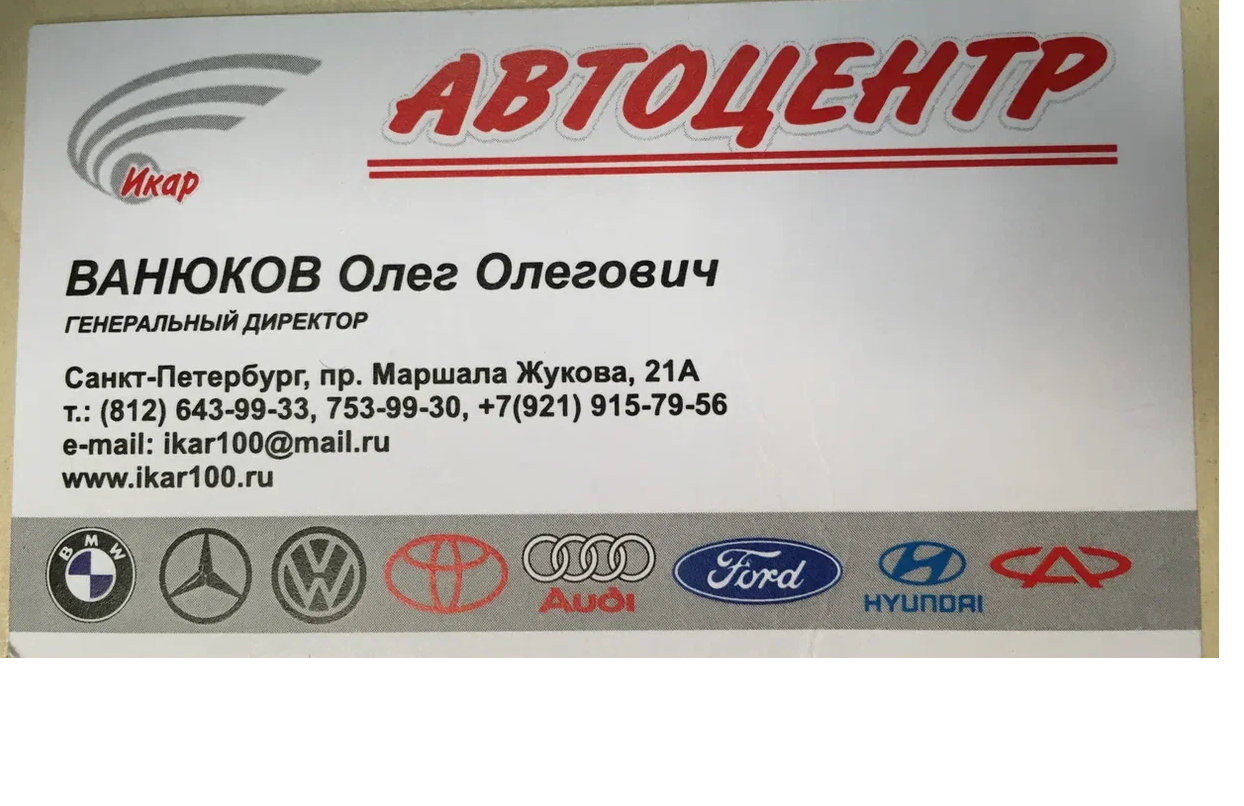 АВТОЦЕНТР
Икар
ВАНЮКОВ Олег Олегович
ГЕНЕРАЛЬНЫЙ ДИРЕКТОР
Санкт-Петербург, пр. Маршала Жукова, 21А
т.: (812) 643-99-33, 753-99-30, +7(921) 915-79-56
e-mail: ikar100@mail.ru
www.ikar100.ru
BMW
Audi
Ford
HYUNDAI